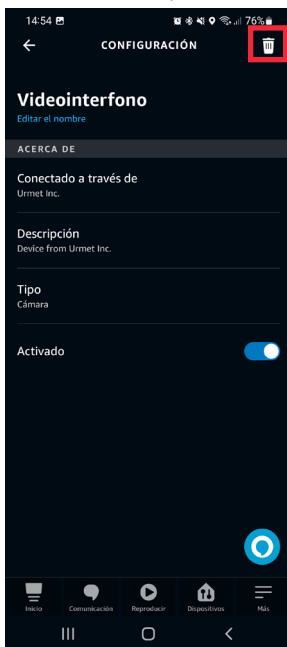 14:54 76%
CONFIGURACIÓN
Videointerfono
Editar el nombre
ACERCA DE
Conectado a través de
Urmet Inc.
Descripción
Device from Urmet Inc.
Tipo
Cámara
Activado
Inicio Comunicación Reproducir Dispositivos Más